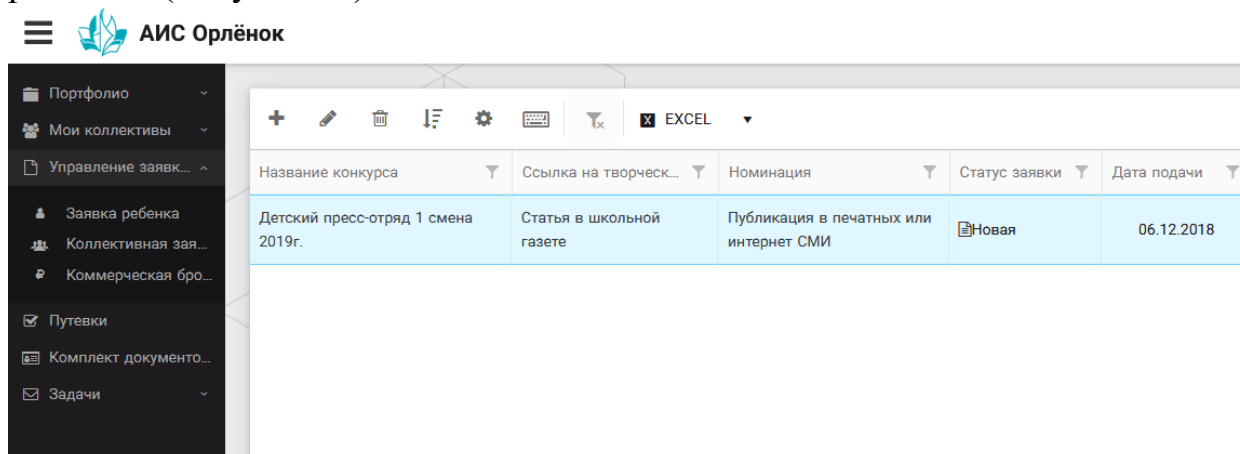 АИС Орлёнок
Портфолио
Мои коллективы
Управление заявк...
Заявка ребенка
Коллективная зая...
Коммерческая бро...
Путевки
Комплект документо...
Задачи
EXCEL
Название конкурса
Ссылка на творческ...
Номинация
Статус заявки
Дата подачи
Детский пресс-отряд 1 смена
2019г.
Статья в школьной
газете
Публикация в печатных или
интернет СМИ
Новая
06.12.2018